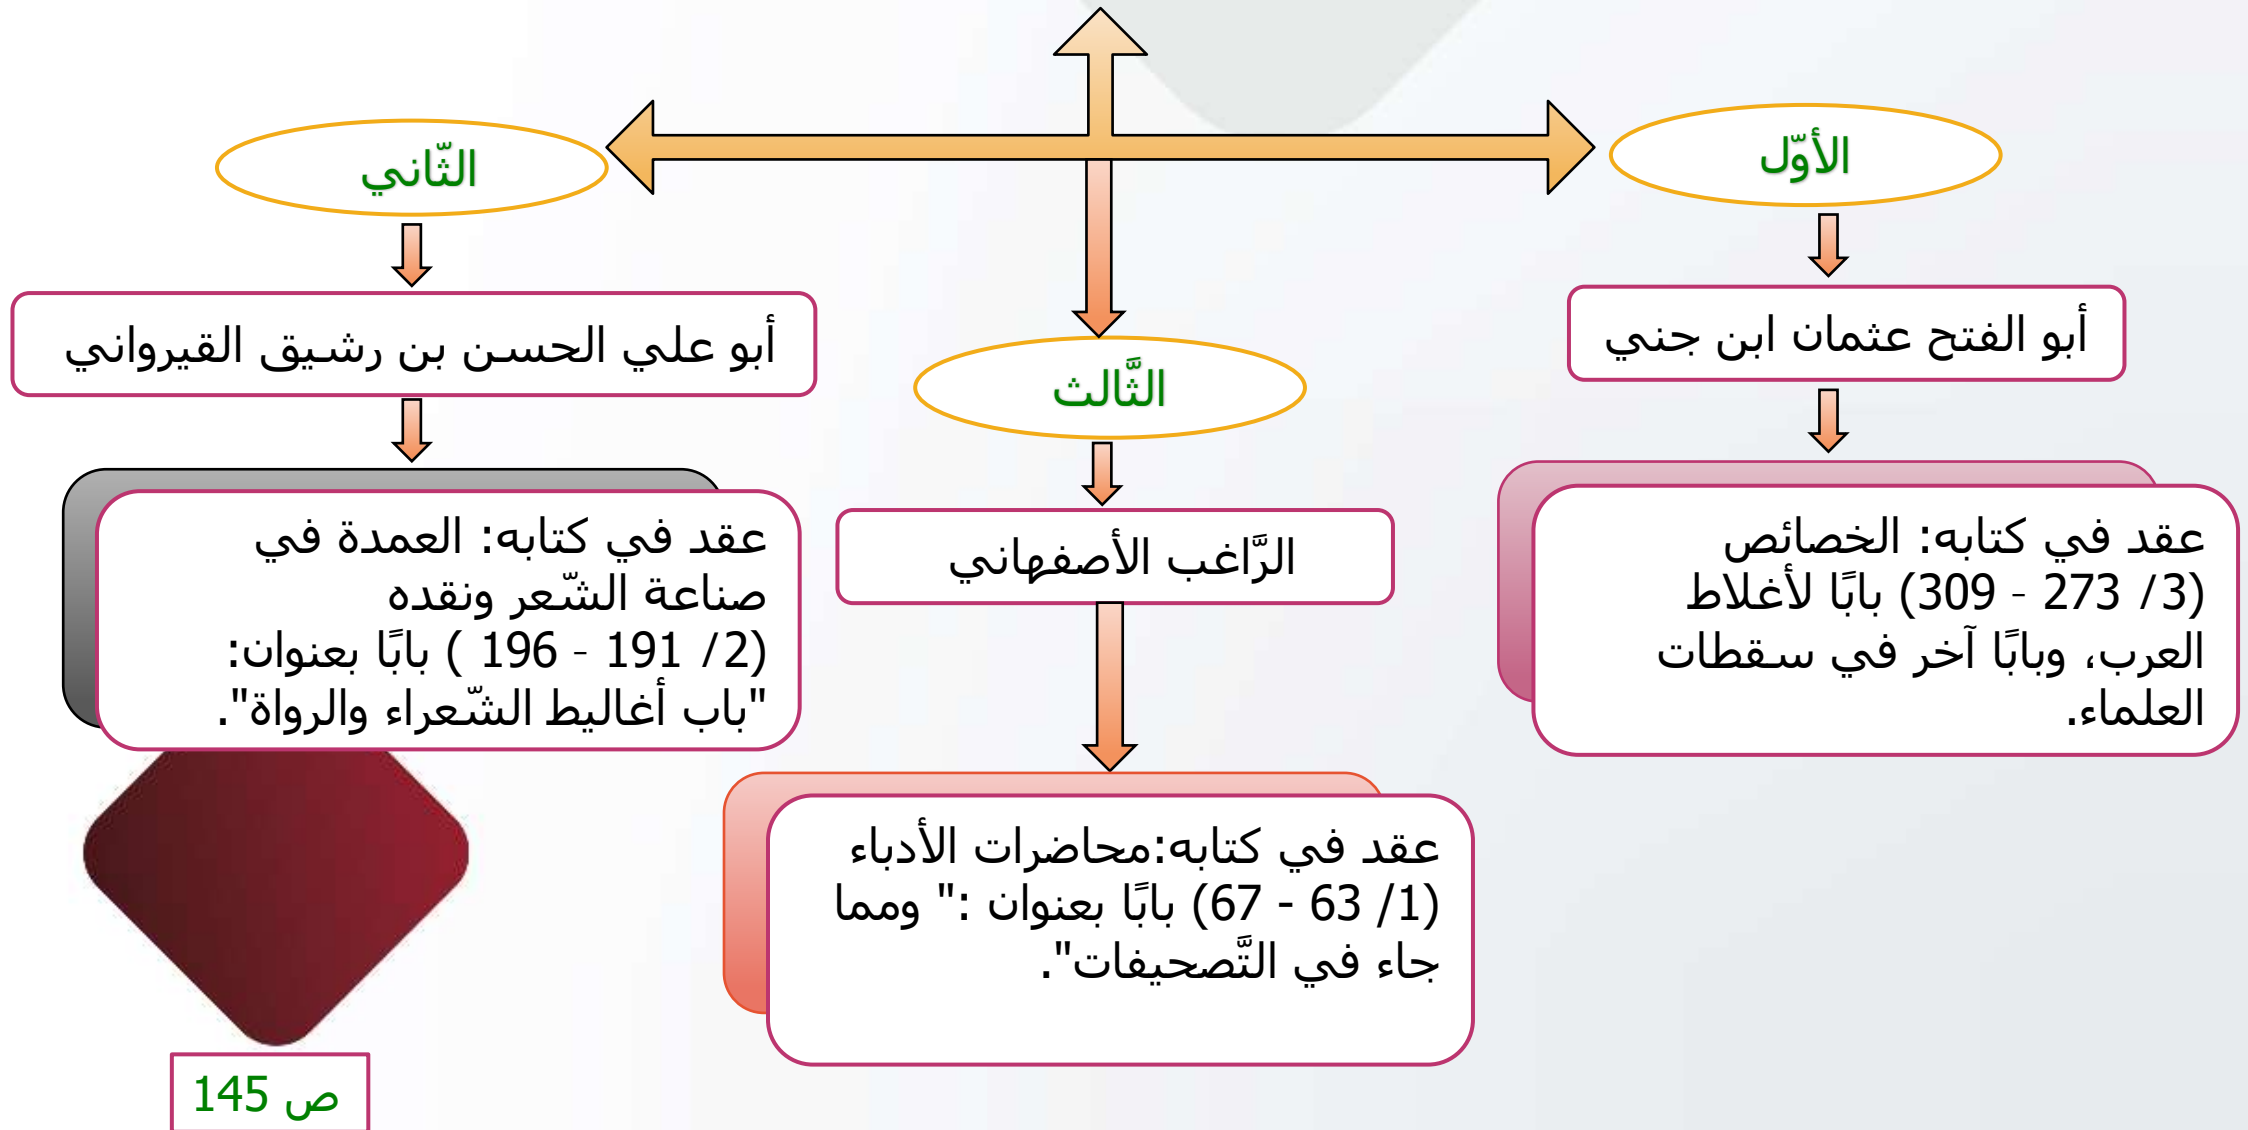 الأوّل
أبو الفتح عثمان ابن جني
عقد في كتابه: الخصائص
(3/ 273 - 309) بابًا لأغلاط
العرب، وبابًا آخر في سقطات
العلماء.
الثّاني
أبو علي الحسن بن رشيق القيرواني
عقد في كتابه: العمدة في
صناعة الشّعر ونقده
(2/ 191 - 196 ) بابًا بعنوان:
"باب أغاليط الشّعراء والرواة".
الثَّالث
الرَّاغب الأصفهاني
عقد في كتابه:محاضرات الأدباء
(1/ 63 - 67) بابًا بعنوان :" ومما
جاء في التَّصحيفات".
ص 145